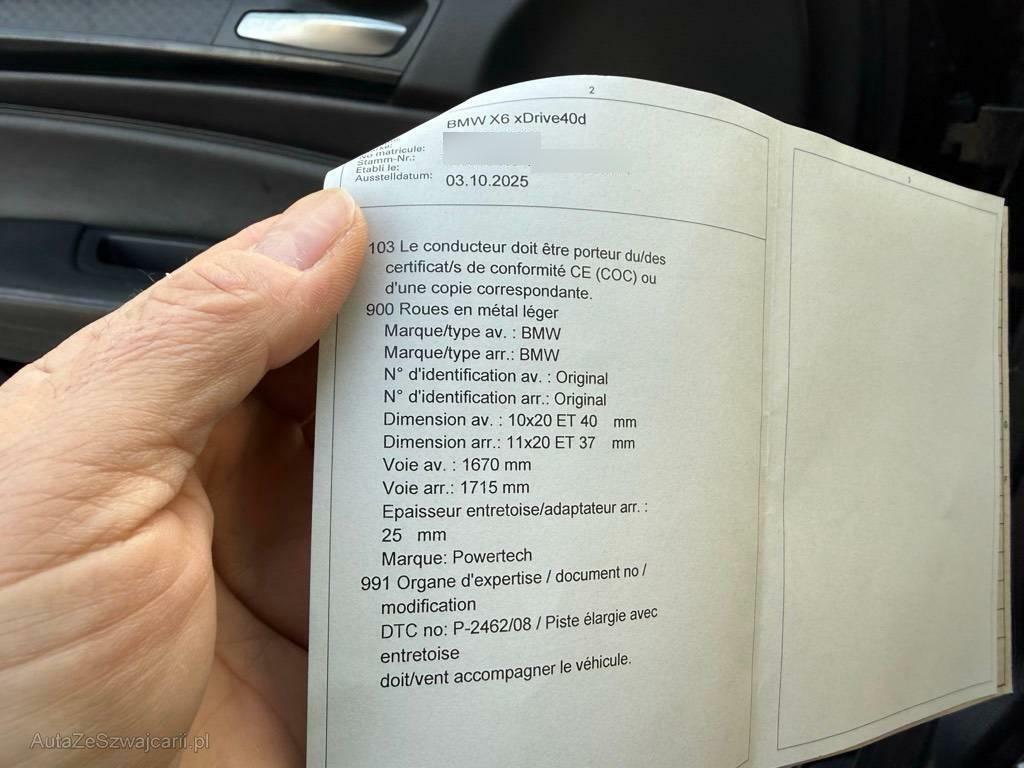 2
BMW X6 xDrive40d
No matricule:
Stamm-Nr.:
Etabli le:
Ausstelldatum: 03.10.2025
103 Le conducteur doit être porteur du/des
certificat/s de conformité CE (COC) ou
d'une copie correspondante.
900 Roues en métal léger
Marque/type av. : BMW
Marque/type arr.: BMW
N° d'identification av. : Original
N° d'identification arr.: Original
Dimension av. : 10x20 ET 40 mm
Dimension arr.: 11x20 ET 37 mm
Voie av. : 1670 mm
Voie arr.: 1715 mm
Epaisseur entretoise/adaptateur arr. :
25 mm
Marque: Powertech
991 Organe d'expertise / document no /
modification
DTC no: P-2462/08 / Piste élargie avec
entretoise
doit/vent accompagner le véhicule.
AutaZeSzwajcarii.pl